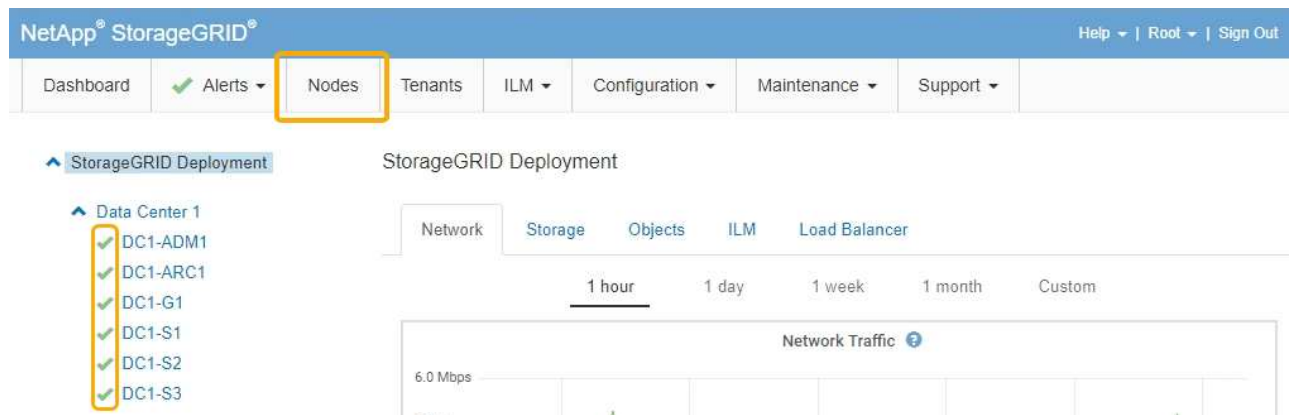 NetApp® StorageGRID®
Help | Root | Sign Out
Dashboard Alerts Nodes Tenants ILM Configuration Maintenance Support
StorageGRID Deployment
StorageGRID Deployment
Data Center 1
DC1-ADM1
DC1-ARC1
DC1-G1
DC1-S1
DC1-S2
DC1-S3
Network Storage Objects ILM Load Balancer
1 hour 1 day 1 week 1 month Custom
Network Traffic
6.0 Mbps